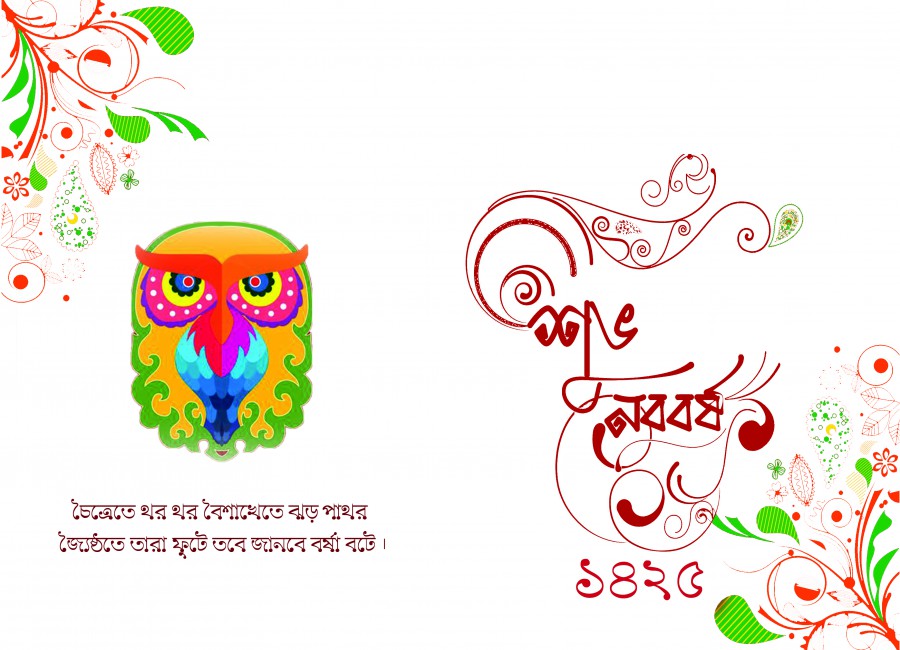 চৈত্রেতে থর থর বৈশাখেতে ঝড় পাথর
জ্যৈষ্ঠতে তারা ফুটে তবে জানবে বর্ষা বটে।
শুভ
নববর্ষ
১৪২৫